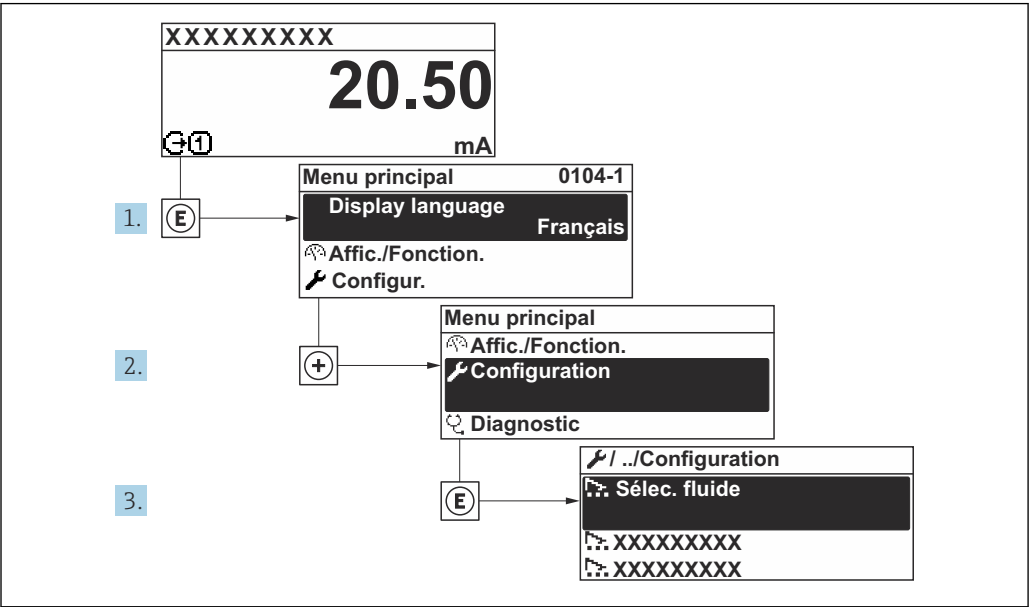 XXXXXXXXX
20.50
1 mA
Menu principal 0104-1
1. E Display language
Français
Affic./Fonction.
Configur.
Menu principal
2. + Affic./Fonction.
Configuration
Diagnostic
/ ../Configuration
3. E Sélec. fluide
XXXXXXXXX
XXXXXXXXX